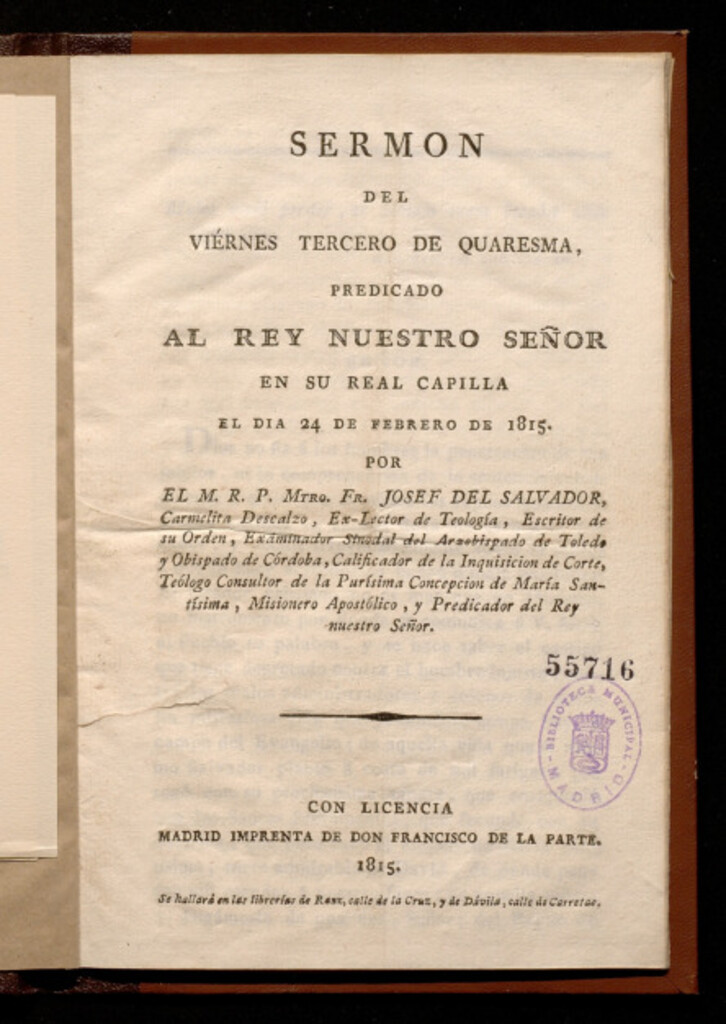 SERMON
DEL
VIÉRNES TERCERO DE QUARESMA,
PREDICADO
AL REY NUESTRO SEÑOR
EN SU REAL CAPILLA
EL DIA 24 DE FEBRERO DE 1815.
POR
EL M. R. P. MTRO. FR. JOSEF DEL SALVADOR,
Carmelita Descalzo, Ex-Lector de Teología, Escritor de
su Orden, Examinador Sinodal del Arzobispado de Toledo
y Obispado de Córdoba, Calificador de la Inquisicion de Corte,
Teólogo Consultor de la Purísima Concepcion de María San-
tísima, Misionero Apostólico, y Predicador del Rey
nuestro Señor.
55716
BIBLIOTECA MUNICIPAL
MADRID
CON LICENCIA
MADRID IMPRENTA DE DON FRANCISCO DE LA PARTE.
1815.
Se hallará en las librerías de Ranz, calle de la Cruz, y de Dávila, calle de Carretas.